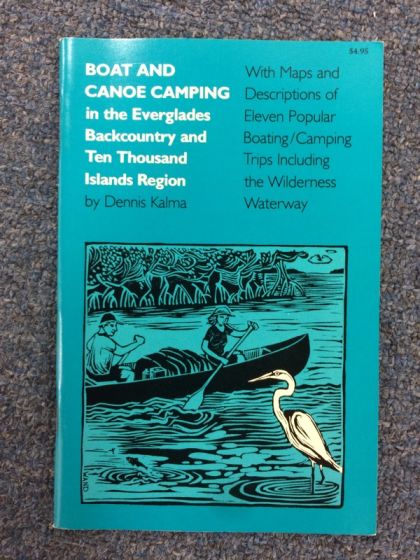 $4.95
BOAT AND
CANOE CAMPING
in the Everglades
Backcountry and
Ten Thousand
Islands Region
by Dennis Kalma
With Maps and
Descriptions of
Eleven Popular
Boating/Camping
Trips Including
the Wilderness
Waterway